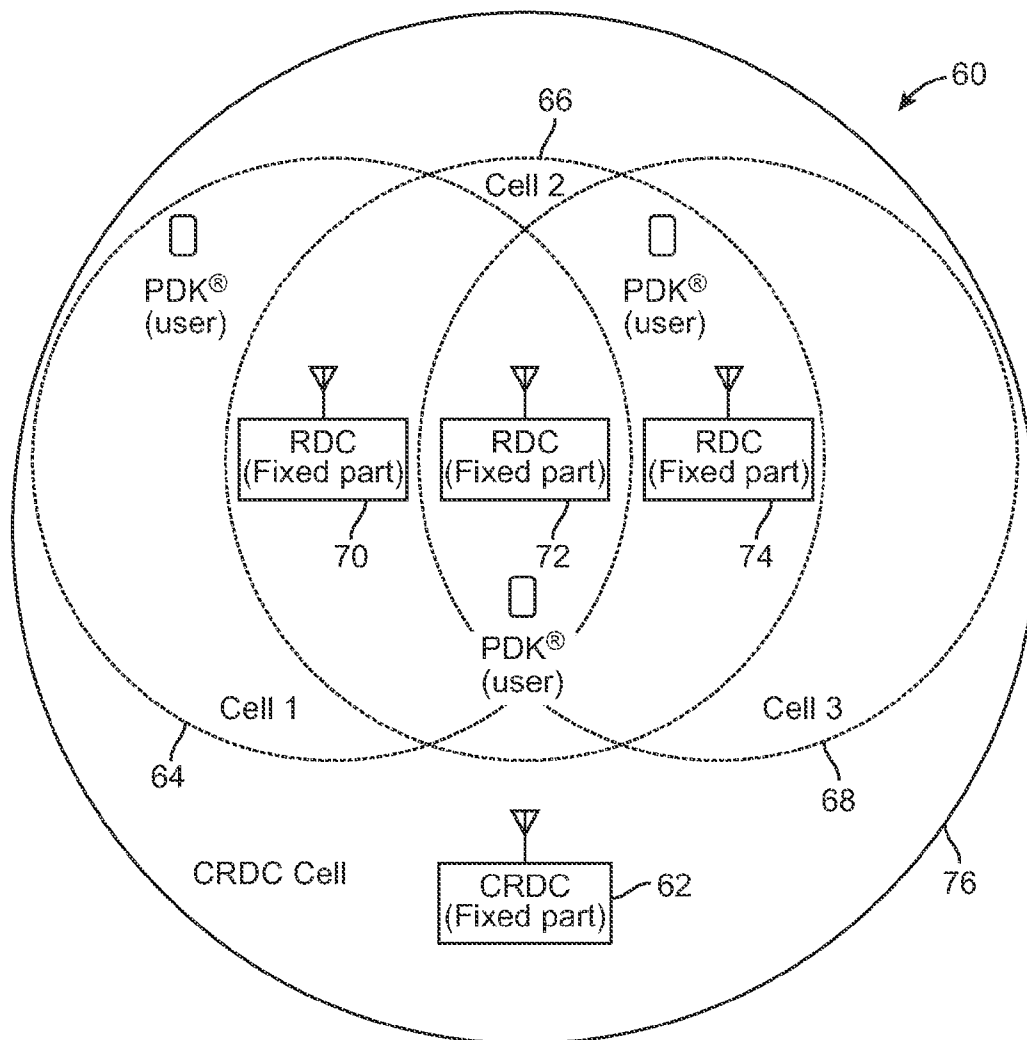 60
66
Cell 2
PDK®
(user)
PDK®
(user)
RDC
(Fixed part)
RDC
(Fixed part)
RDC
(Fixed part)
70
72
74
PDK®
(user)
Cell 1
Cell 3
64
68
76
CRDC Cell
CRDC
(Fixed part)
62